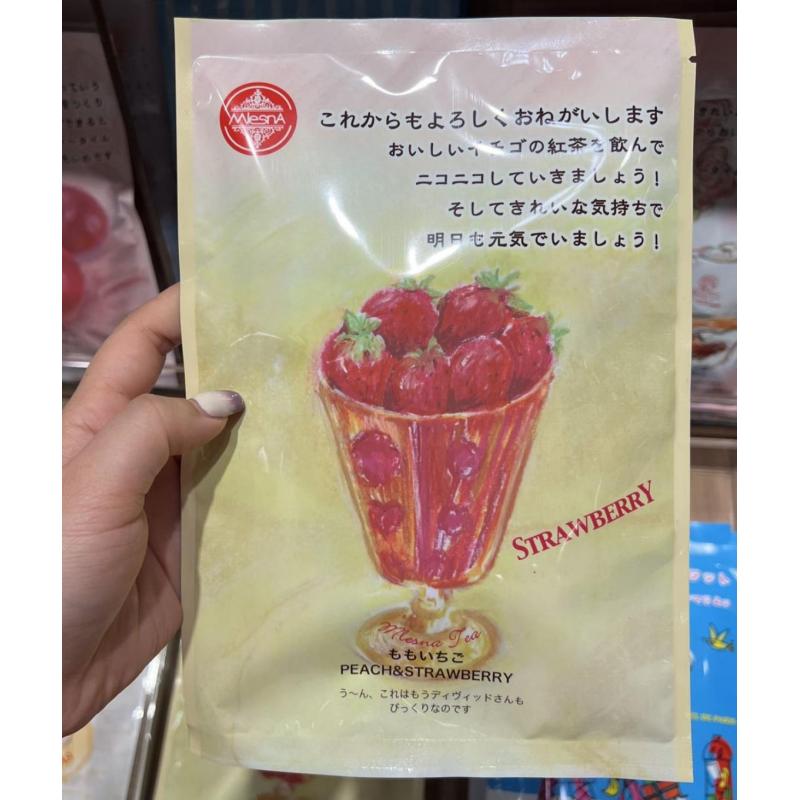 MlesnA
これからもよろしくおねがいします
おいしいイチゴの紅茶を飲んで
ニコニコしていきましょう!
そしてきれいな気持ちで
明日も元気でいましょう!
STRAWBERRY
Mlesna Tea
ももいちご
PEACH&STRAWBERRY
う〜ん、これはもうディヴィッドさんも
びっくりなのです